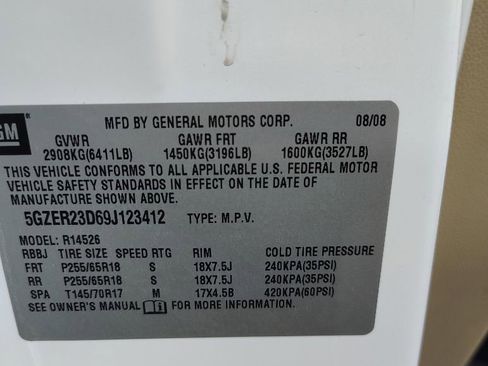 GM
MFD BY GENERAL MOTORS CORP. 08/08
GVWR GAWR FRT GAWR RR
2908KG(6411LB) 1450KG(3196LB) 1600KG(3527LB)
THIS VEHICLE CONFORMS TO ALL APPLICABLE U.S. FEDERAL MOTOR
VEHICLE SAFETY STANDARDS IN EFFECT ON THE DATE OF
MANUFACTURE SHOWN ABOVE.
5GZER23D69J123412 TYPE: M.P.V.
MODEL: R14526
RBBJ TIRE SIZE SPEED RTG RIM COLD TIRE PRESSURE
FRT P255/65R18 S 18X7.5J 240KPA(35PSI)
RR P255/65R18 S 18X7.5J 240KPA(35PSI)
SPA T145/70R17 M 17X4.5B 420KPA(60PSI)
SEE OWNER'S MANUAL FOR MORE INFORMATION.